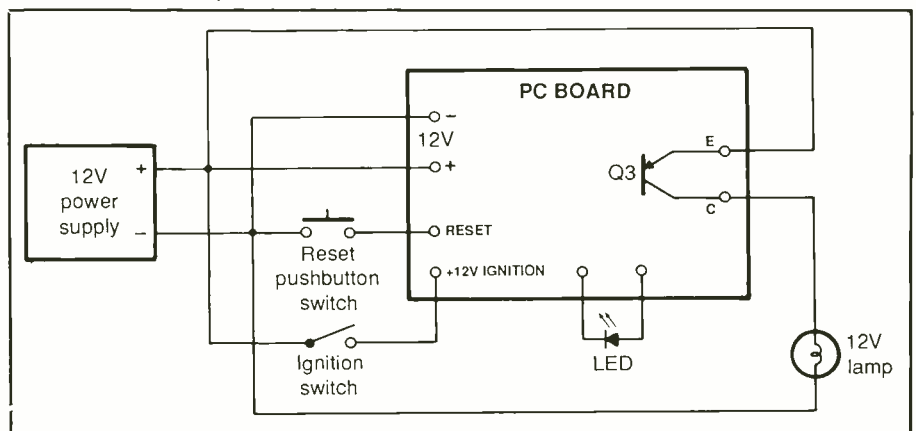 PC BOARD
-
12V
+
12V
power
supply
+
-
E
Q3
C
RESET
Reset
pushbutton
switch
+12V IGNITION
Ignition
switch
LED
12V
lamp